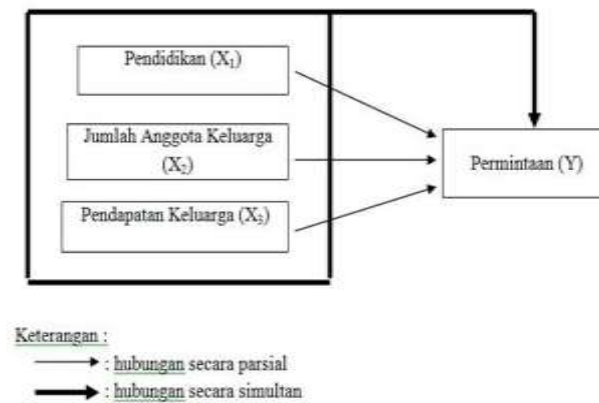 Pendidikan (X₁)
Jumlah Anggota Keluarga
(X₂)
Pendapatan Keluarga (X₃)
Permintaan (Y)
Keterangan :
: hubungan secara parsial
: hubungan secara simultan